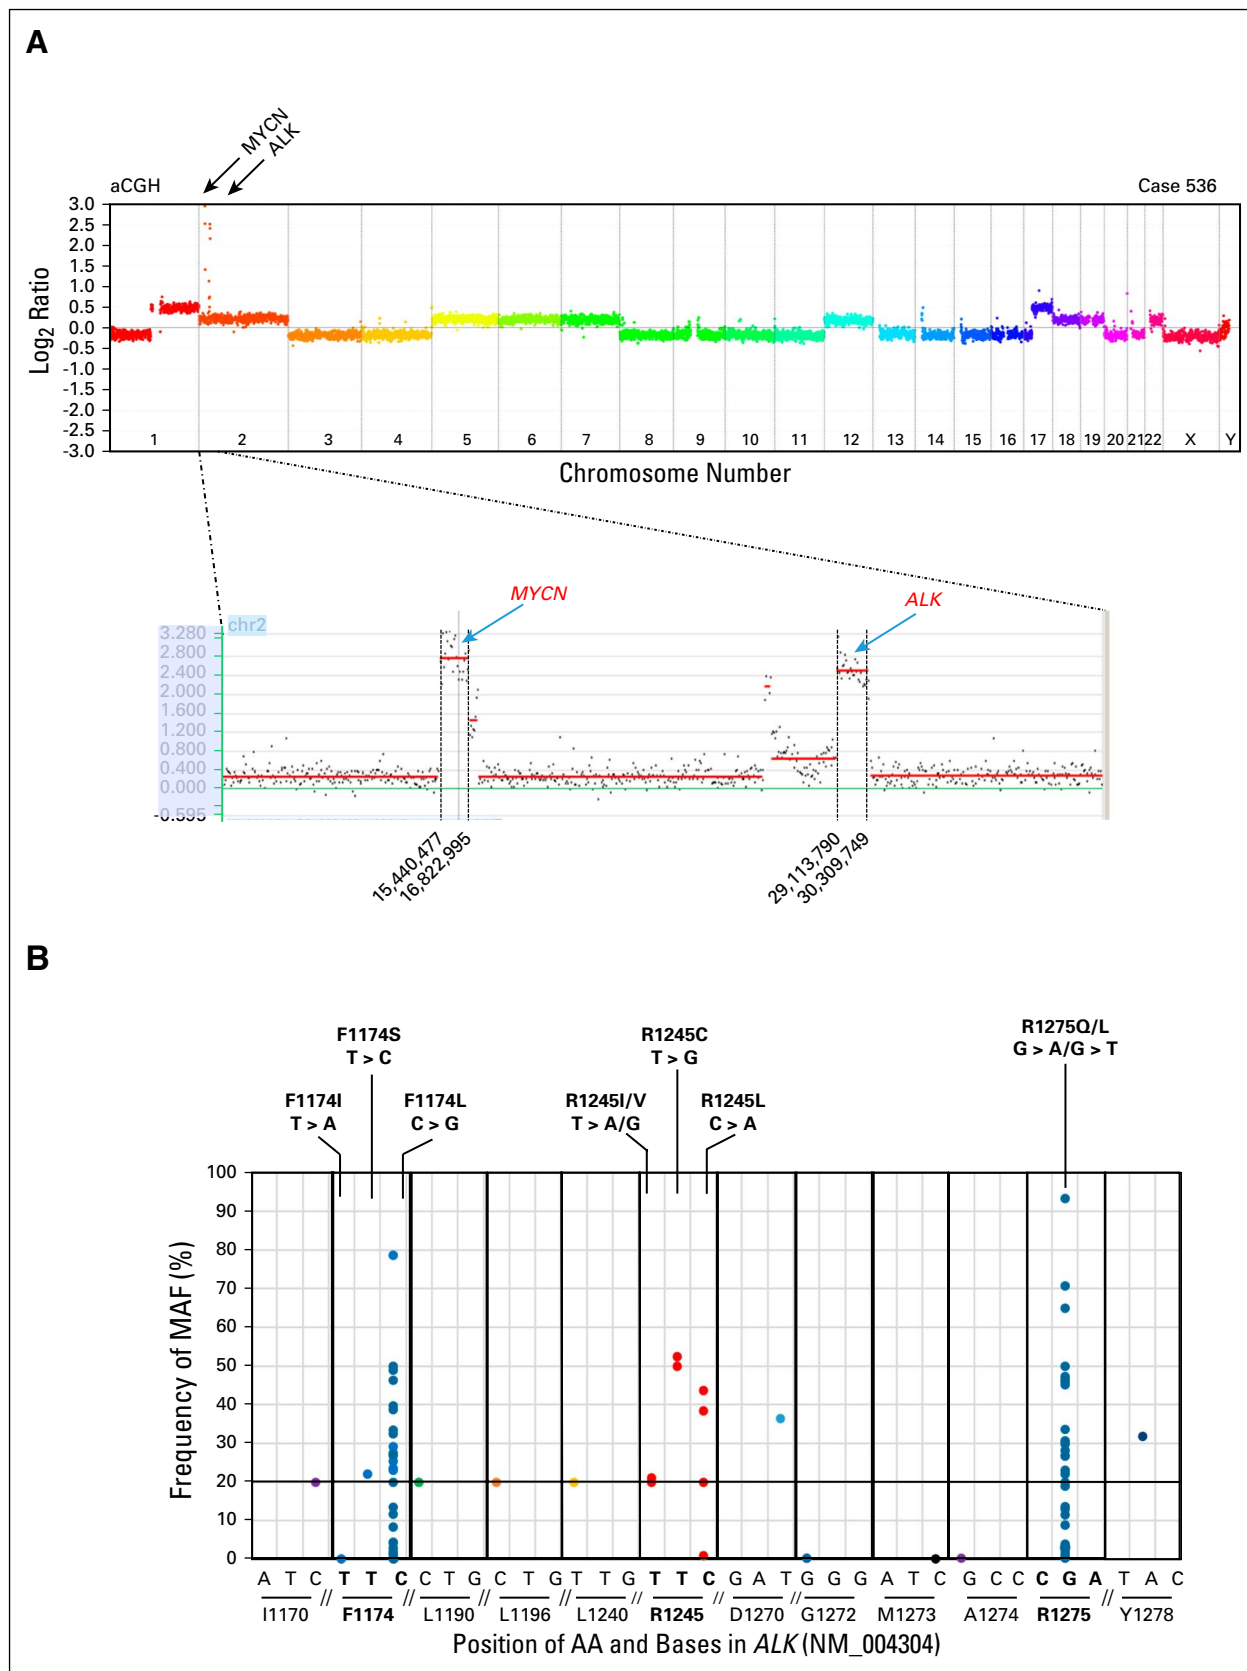 A
MYCN
ALK
aCGH
Case 536
3.0
2.5
2.0
1.5
1.0
0.5
0.0
-0.5
-1.0
-1.5
-2.0
-2.5
-3.0
Log2 Ratio
1 2 3 4 5 6 7 8 9 10 11 12 13 14 15 16 17 18 19 20 21 22 X Y
Chromosome Number
MYCN
ALK
chr2
3.280
2.800
2.400
2.000
1.600
1.200
0.800
0.400
0.000
-0.595
15,440,477
16,822,995
29,113,790
30,309,749
B
F1174S
T > C
R1245C
T > G
R1275Q/L
G > A/G > T
F1174I
T > A
F1174L
C > G
R1245I/V
T > A/G
R1245L
C > A
100
90
80
70
60
50
40
30
20
10
0
Frequency of MAF (%)
A T C T T C C T G C T G T T G T T C G A T G G G A T C G C C C G A T A C
I1170 // F1174 // L1190 // L1196 // L1240 // R1245 // D1270 // G1272 M1273 A1274 R1275 // Y1278
Position of AA and Bases in ALK (NM_004304)